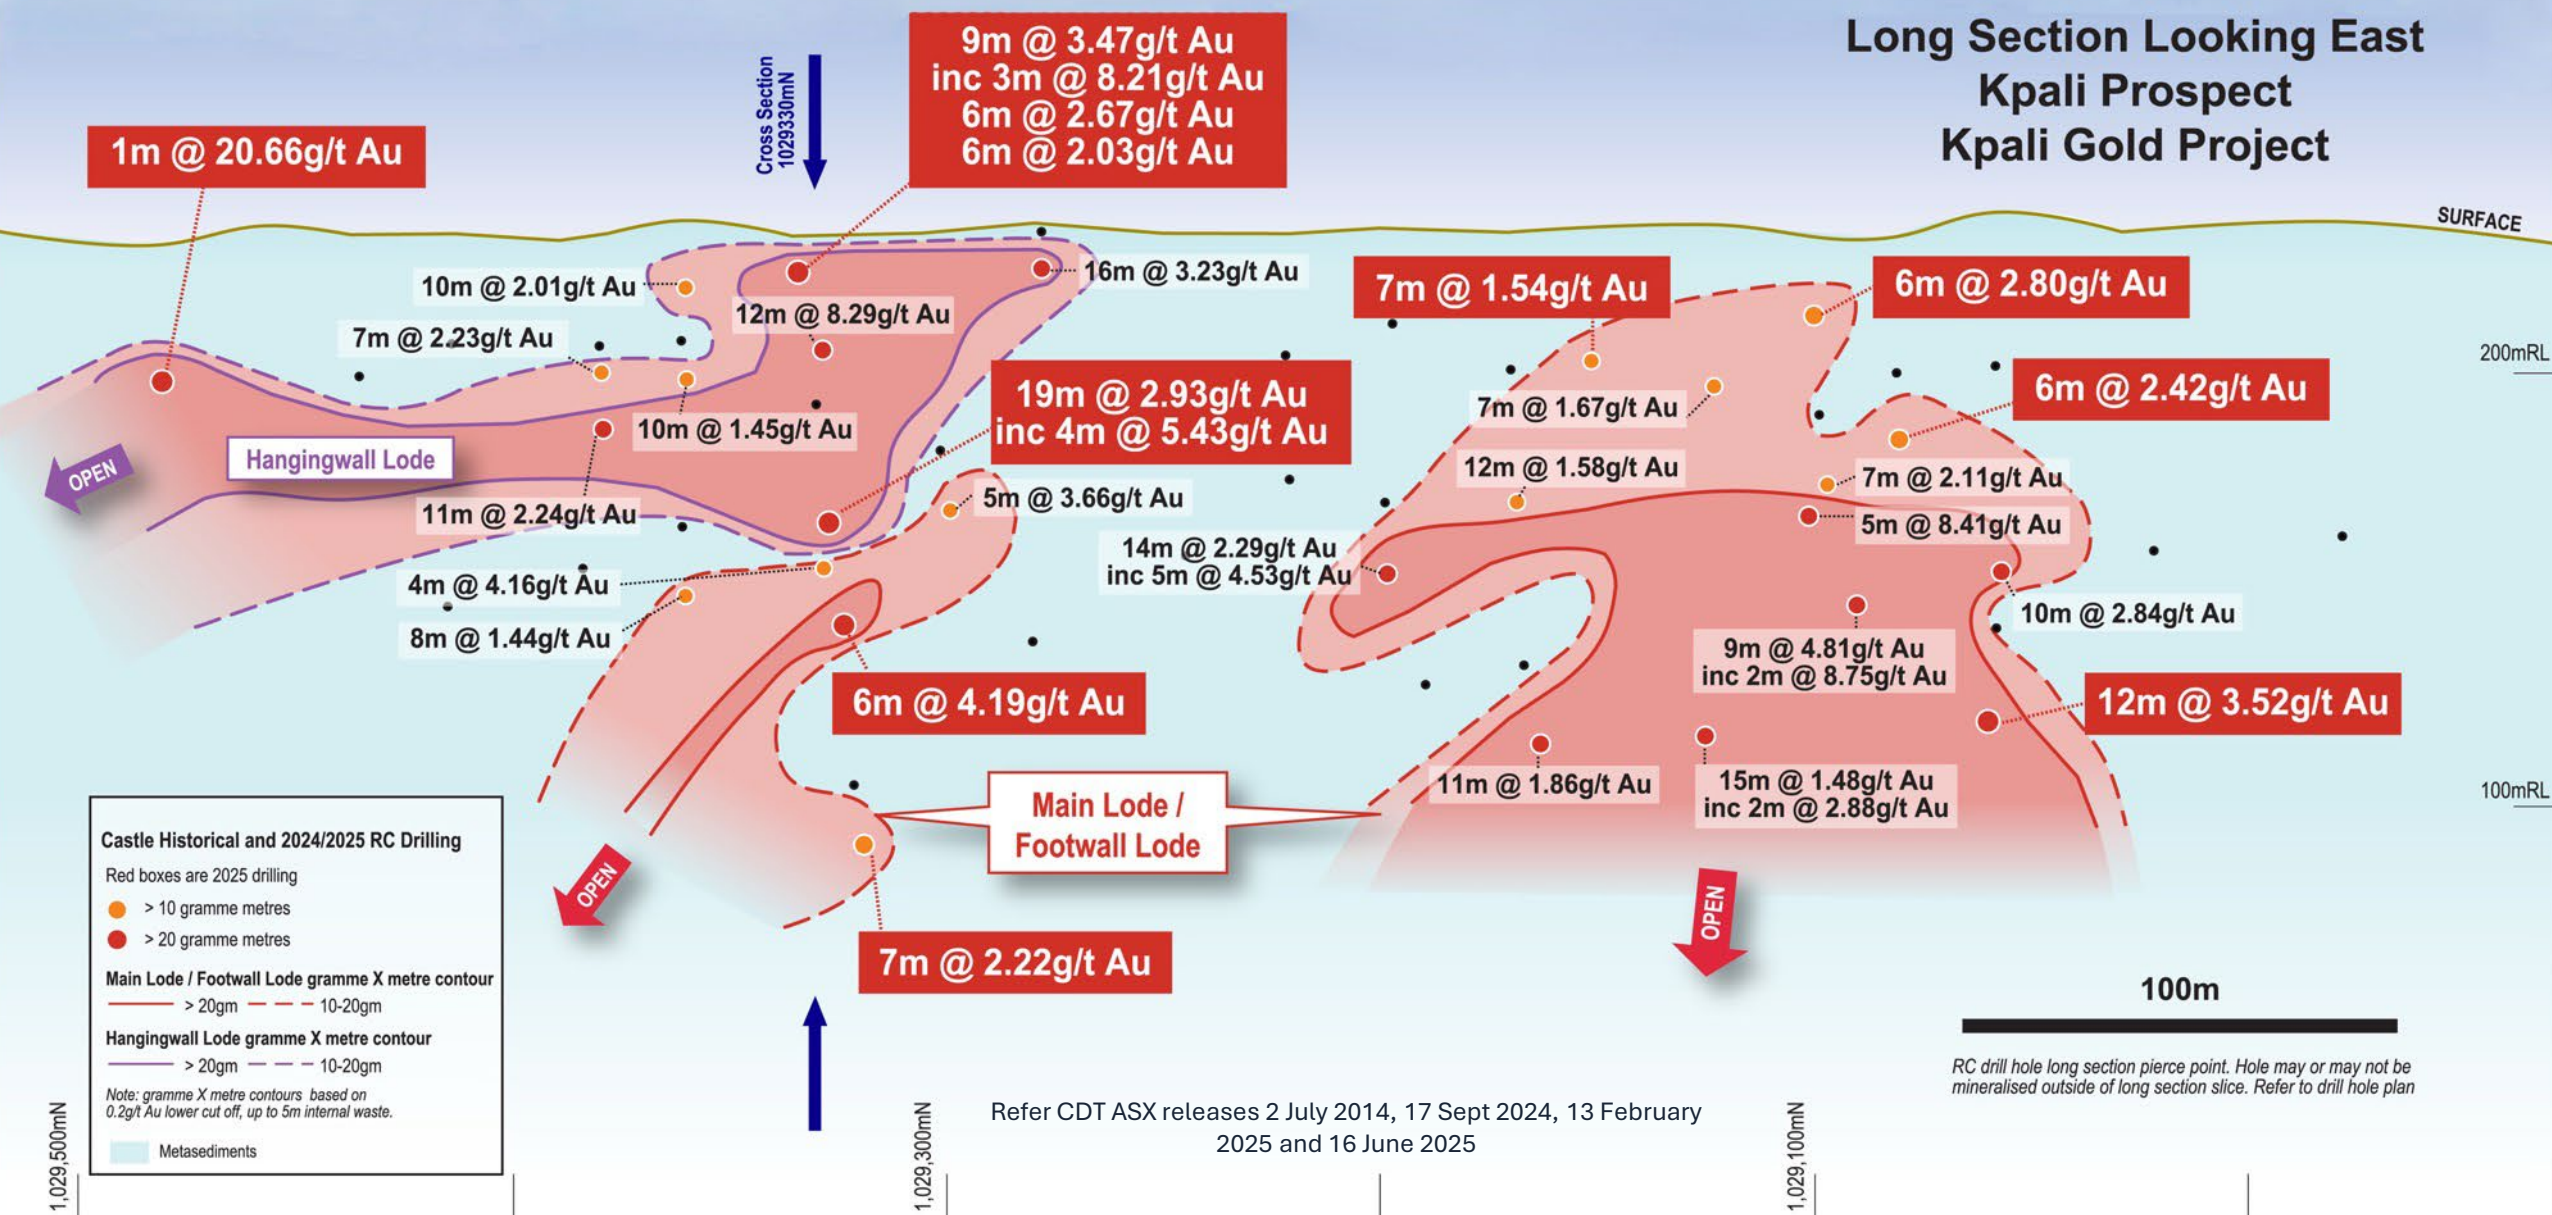 Long Section Looking East
Kpali Prospect
Kpali Gold Project
9m @ 3.47g/t Au
inc 3m @ 8.21g/t Au
6m @ 2.67g/t Au
6m @ 2.03g/t Au
Cross Section
1029330mN
1m @ 20.66g/t Au
SURFACE
10m @ 2.01g/t Au
16m @ 3.23g/t Au
7m @ 1.54g/t Au
6m @ 2.80g/t Au
12m @ 8.29g/t Au
7m @ 2.23g/t Au
200mRL
19m @ 2.93g/t Au
inc 4m @ 5.43g/t Au
6m @ 2.42g/t Au
7m @ 1.67g/t Au
10m @ 1.45g/t Au
Hangingwall Lode
OPEN
12m @ 1.58g/t Au
7m @ 2.11g/t Au
5m @ 3.66g/t Au
11m @ 2.24g/t Au
5m @ 8.41g/t Au
14m @ 2.29g/t Au
inc 5m @ 4.53g/t Au
4m @ 4.16g/t Au
10m @ 2.84g/t Au
8m @ 1.44g/t Au
9m @ 4.81g/t Au
inc 2m @ 8.75g/t Au
6m @ 4.19g/t Au
12m @ 3.52g/t Au
11m @ 1.86g/t Au
15m @ 1.48g/t Au
inc 2m @ 2.88g/t Au
100mRL
Main Lode /
Footwall Lode
OPEN
OPEN
7m @ 2.22g/t Au
Castle Historical and 2024/2025 RC Drilling
Red boxes are 2025 drilling
> 10 gramme metres
> 20 gramme metres
Main Lode / Footwall Lode gramme X metre contour
> 20gm 10-20gm
Hangingwall Lode gramme X metre contour
> 20gm 10-20gm
Note: gramme X metre contours based on
0.2g/t Au lower cut off, up to 5m internal waste.
Metasediments
100m
RC drill hole long section pierce point. Hole may or may not be
mineralised outside of long section slice. Refer to drill hole plan
Refer CDT ASX releases 2 July 2014, 17 Sept 2024, 13 February
2025 and 16 June 2025
1,029,500mN
1,029,300mN
1,029,100mN